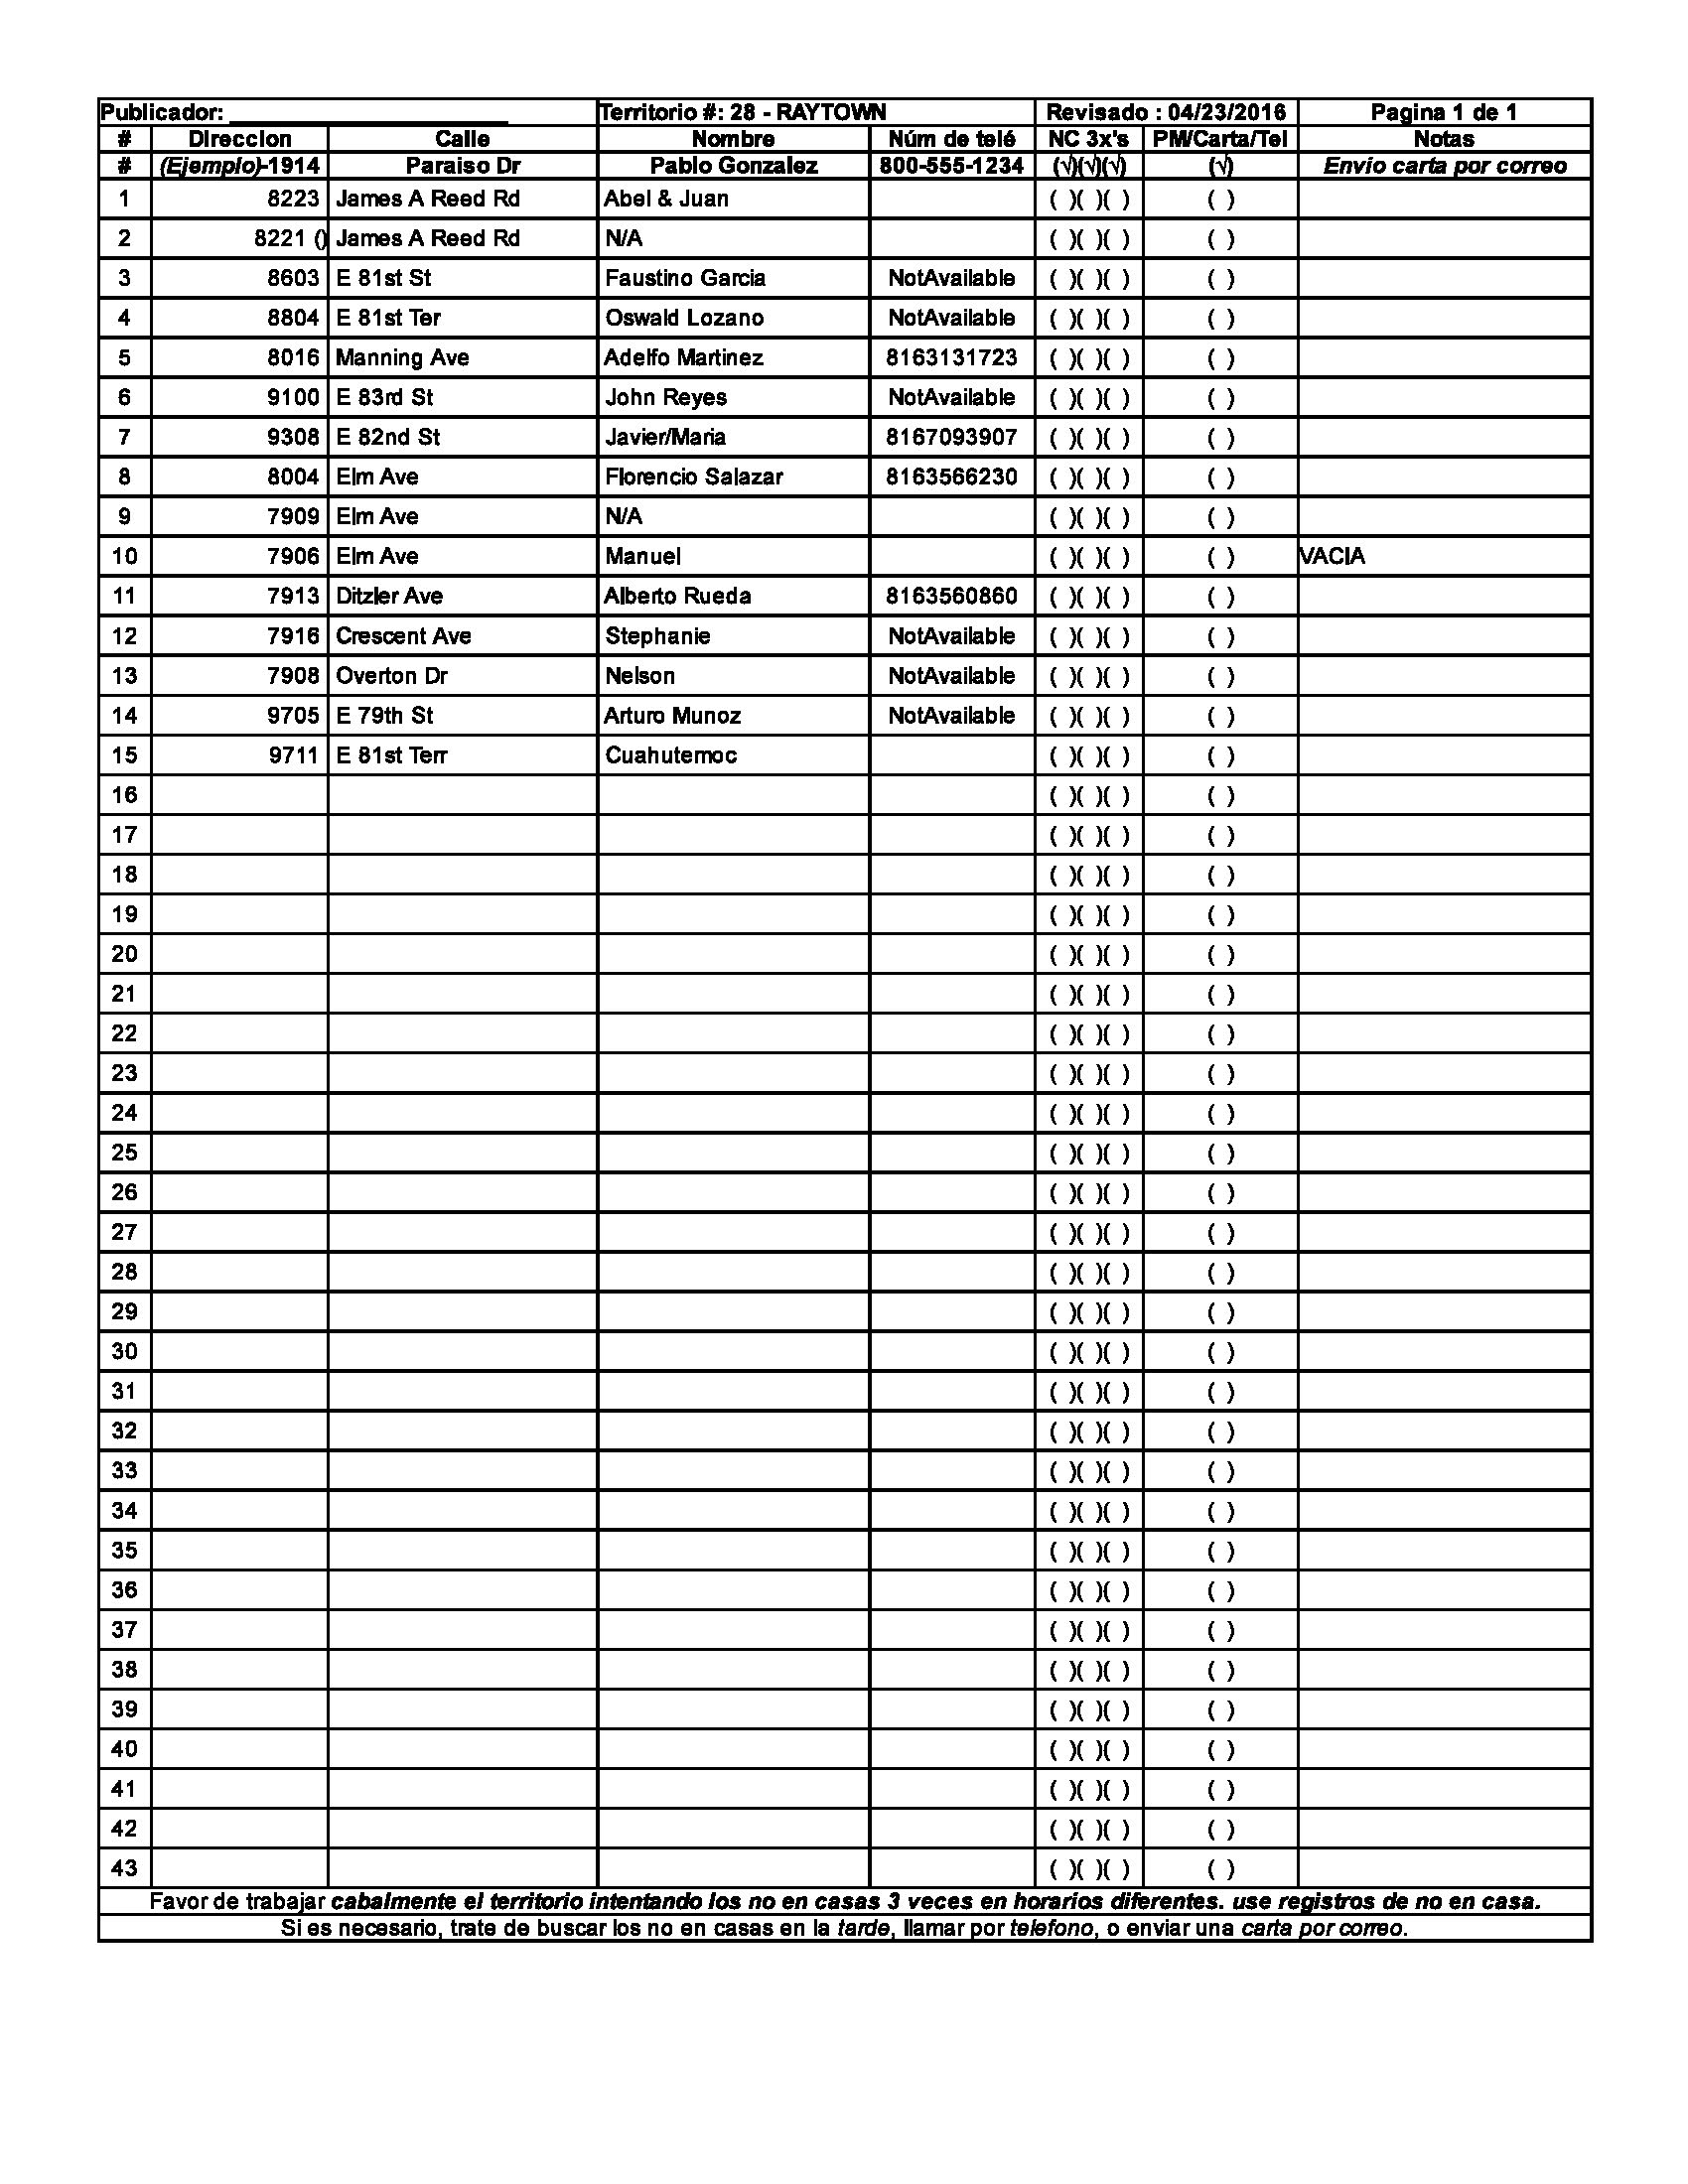 Publicador: ____________________ Territorio #: 28 - RAYTOWN Revisado : 04/23/2016 Pagina 1 de 1
# Direccion Calle Nombre Núm de telé NC 3x's PM/Carta/Tel Notas
# (Ejemplo)-1914 Paraiso Dr Pablo Gonzalez 800-555-1234 (√)(√)(√) (√) Envio carta por correo
1 8223 James A Reed Rd Abel & Juan ( )( )( ) ( )
2 8221 () James A Reed Rd N/A ( )( )( ) ( )
3 8603 E 81st St Faustino Garcia NotAvailable ( )( )( ) ( )
4 8804 E 81st Ter Oswald Lozano NotAvailable ( )( )( ) ( )
5 8016 Manning Ave Adelfo Martinez 8163131723 ( )( )( ) ( )
6 9100 E 83rd St John Reyes NotAvailable ( )( )( ) ( )
7 9308 E 82nd St Javier/Maria 8167093907 ( )( )( ) ( )
8 8004 Elm Ave Florencio Salazar 8163566230 ( )( )( ) ( )
9 7909 Elm Ave N/A ( )( )( ) ( )
10 7906 Elm Ave Manuel ( )( )( ) ( ) VACIA
11 7913 Ditzler Ave Alberto Rueda 8163560860 ( )( )( ) ( )
12 7916 Crescent Ave Stephanie NotAvailable ( )( )( ) ( )
13 7908 Overton Dr Nelson NotAvailable ( )( )( ) ( )
14 9705 E 79th St Arturo Munoz NotAvailable ( )( )( ) ( )
15 9711 E 81st Terr Cuahutemoc ( )( )( ) ( )
16 ( )( )( ) ( )
17 ( )( )( ) ( )
18 ( )( )( ) ( )
19 ( )( )( ) ( )
20 ( )( )( ) ( )
21 ( )( )( ) ( )
22 ( )( )( ) ( )
23 ( )( )( ) ( )
24 ( )( )( ) ( )
25 ( )( )( ) ( )
26 ( )( )( ) ( )
27 ( )( )( ) ( )
28 ( )( )( ) ( )
29 ( )( )( ) ( )
30 ( )( )( ) ( )
31 ( )( )( ) ( )
32 ( )( )( ) ( )
33 ( )( )( ) ( )
34 ( )( )( ) ( )
35 ( )( )( ) ( )
36 ( )( )( ) ( )
37 ( )( )( ) ( )
38 ( )( )( ) ( )
39 ( )( )( ) ( )
40 ( )( )( ) ( )
41 ( )( )( ) ( )
42 ( )( )( ) ( )
43 ( )( )( ) ( )
Favor de trabajar cabalmente el territorio intentando los no en casas 3 veces en horarios diferentes. use registros de no en casa.
Si es necesario, trate de buscar los no en casas en la tarde, llamar por telefono, o enviar una carta por correo.